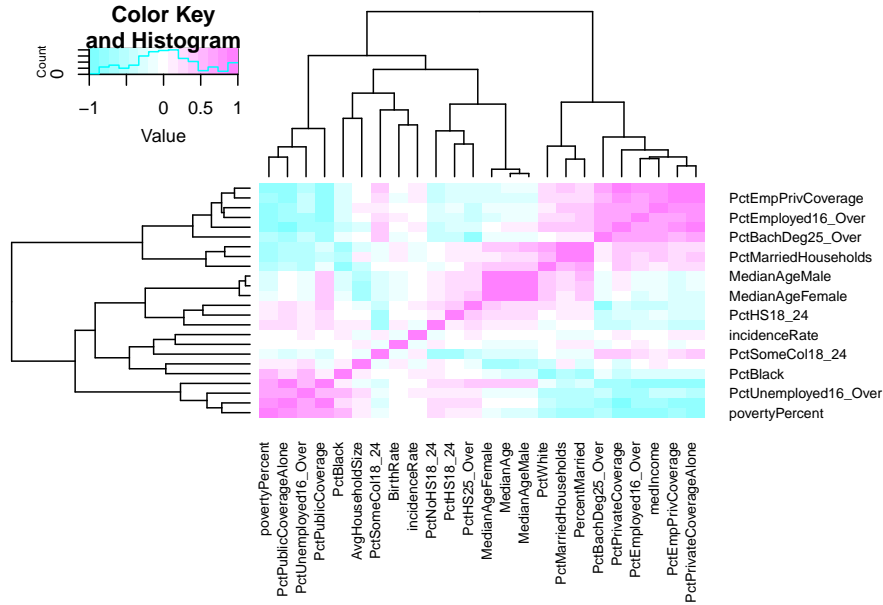 Color Key
and Histogram
Count
0
−1
0
0.5
1
Value
PctEmpPrivCoverage
PctEmployed16_Over
PctBachDeg25_Over
PctMarriedHouseholds
MedianAgeMale
MedianAgeFemale
PctHS18_24
incidenceRate
PctSomeCol18_24
PctBlack
PctUnemployed16_Over
povertyPercent
povertyPercent
PctPublicCoverageAlone
PctUnemployed16_Over
PctPublicCoverage
PctBlack
AvgHouseholdSize
PctSomeCol18_24
BirthRate
incidenceRate
PctNoHS18_24
PctHS18_24
PctHS25_Over
MedianAgeFemale
MedianAge
MedianAgeMale
PctWhite
PctMarriedHouseholds
PercentMarried
PctBachDeg25_Over
PctPrivateCoverage
PctEmployed16_Over
medIncome
PctEmpPrivCoverage
PctPrivateCoverageAlone